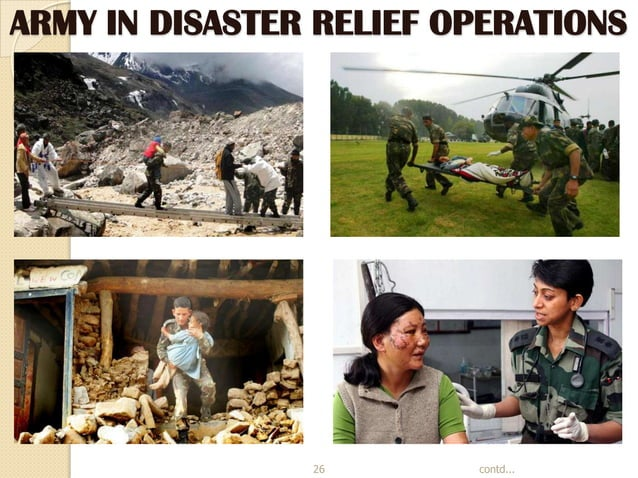 ARMY IN DISASTER RELIEF OPERATIONS
26
contd...